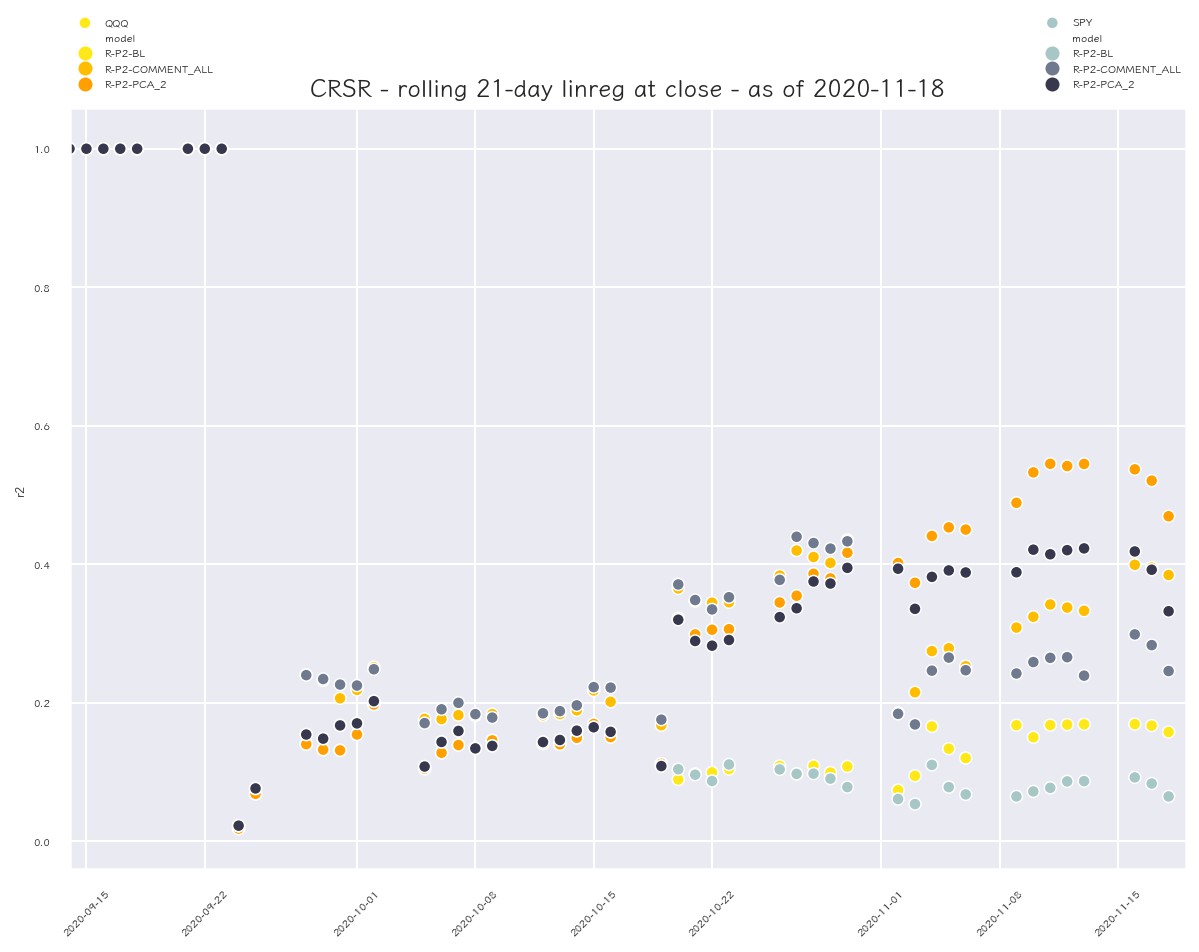 QQQ
model
R-P2-BL
R-P2-COMMENT_ALL
R-P2-PCA_2
SPY
model
R-P2-BL
R-P2-COMMENT_ALL
R-P2-PCA_2
CRSR - rolling 21-day linreg at close - as of 2020-11-18
1.0
0.8
0.6
0.4
0.2
0.0
r2
2020-09-15
2020-09-22
2020-10-01
2020-10-08
2020-10-15
2020-10-22
2020-11-01
2020-11-08
2020-11-15